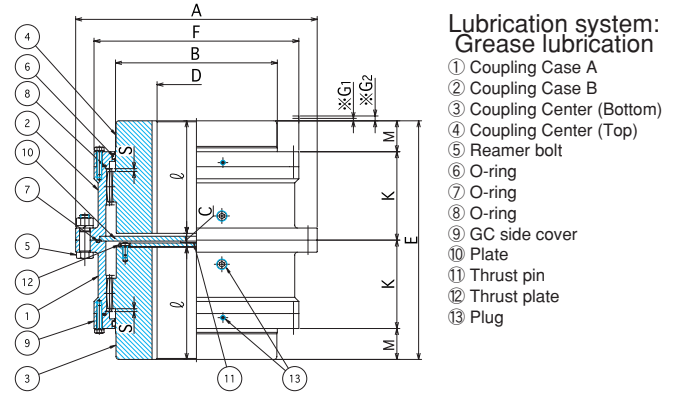 A
F
B
D
※G1
※G2
4
6
8
2
10
7
5
12
1
9
3
11
13
S
S
ℓ
ℓ
C
M
K
K
M
E
Lubrication system:
Grease lubrication
① Coupling Case A
② Coupling Case B
③ Coupling Center (Bottom)
④ Coupling Center (Top)
⑤ Reamer bolt
⑥ O-ring
⑦ O-ring
⑧ O-ring
⑨ GC side cover
⑩ Plate
⑪ Thrust pin
⑫ Thrust plate
⑬ Plug